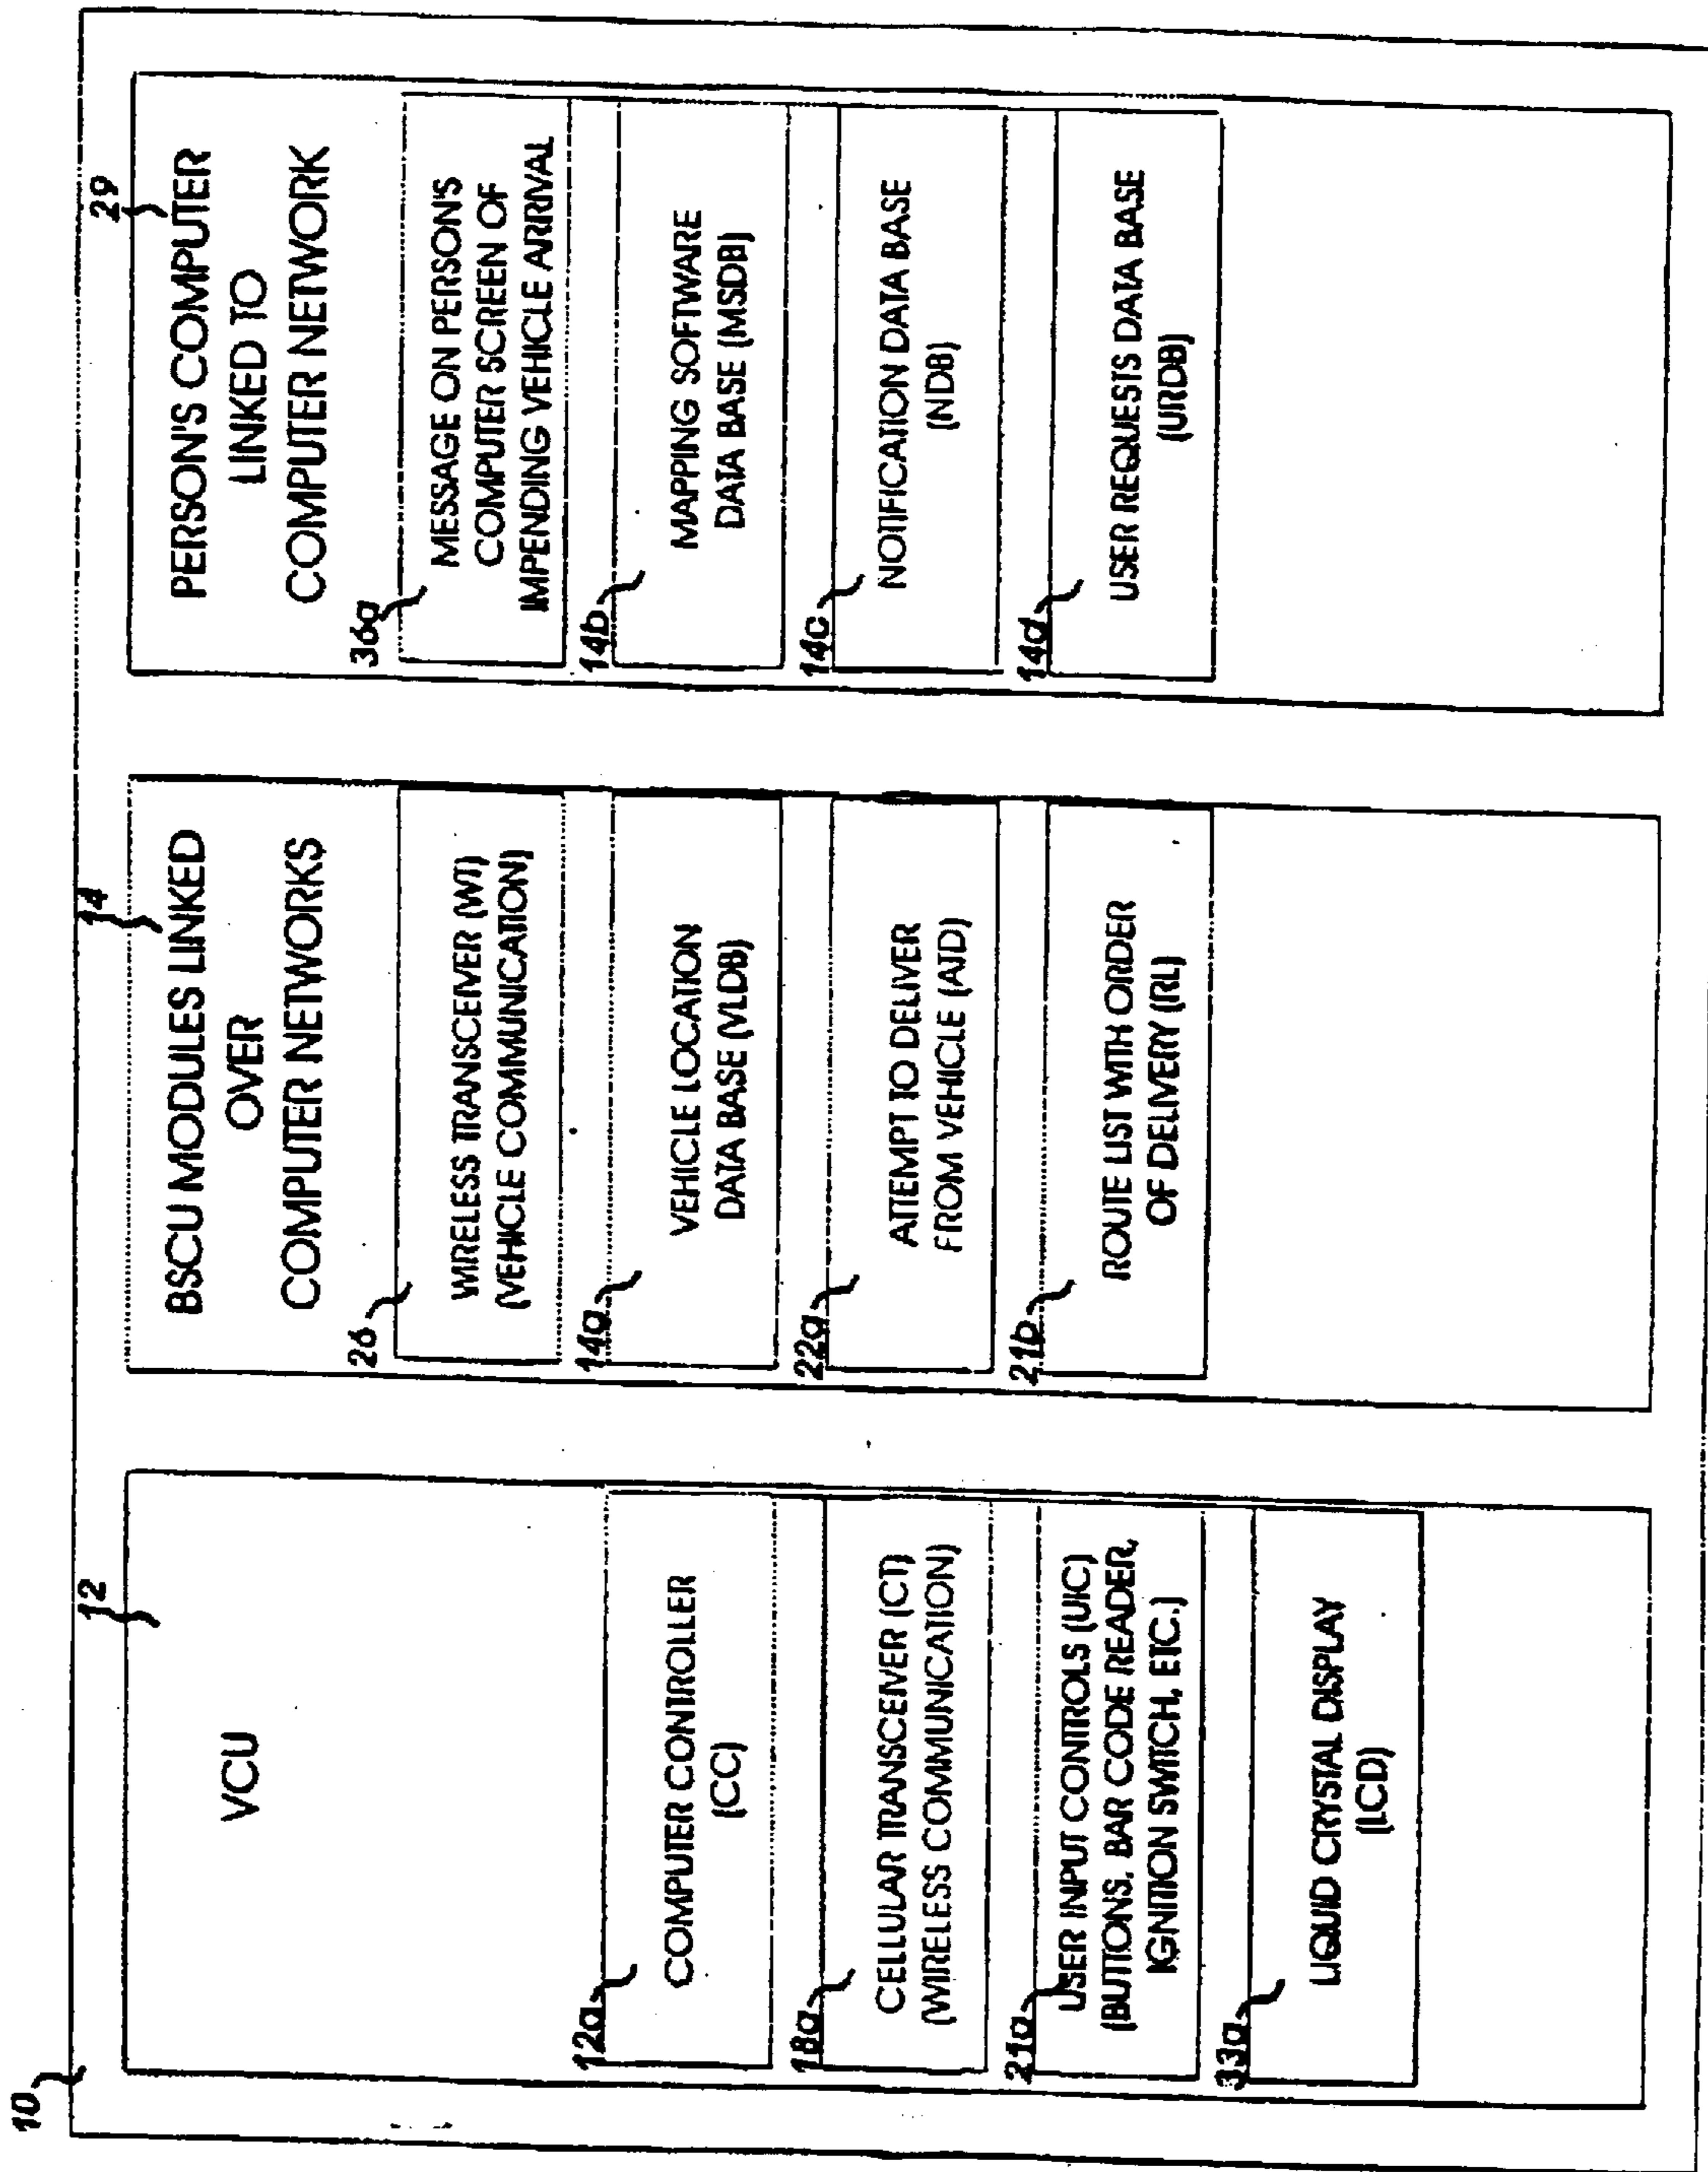 10
12
VCU
12a
COMPUTER CONTROLLER
(CC)
18a
CELLULAR TRANSCEIVER (CT)
(WIRELESS COMMUNICATION)
21a
USER INPUT CONTROLS (UIC)
(BUTTONS, BAR CODE READER,
IGNITION SWITCH, ETC.)
33a
LIQUID CRYSTAL DISPLAY
(LCD)
14
BSCU MODULES LINKED
OVER
COMPUTER NETWORKS
26
WIRELESS TRANSCEIVER (WT)
(VEHICLE COMMUNICATION)
14a
VEHICLE LOCATION
DATA BASE (VLDB)
22a
ATTEMPT TO DELIVER
FROM VEHICLE (ATD)
21b
ROUTE LIST WITH ORDER
OF DELIVERY (RL)
29
PERSON'S COMPUTER
LINKED TO
COMPUTER NETWORK
36a
MESSAGE ON PERSONS
COMPUTER SCREEN OF
IMPENDING VEHICLE ARRIVAL
14b
MAPPING SOFTWARE
DATA BASE (MSDB)
14c
NOTIFICATION DATA BASE
(NDB)
14d
USER REQUESTS DATA BASE
(URDB)